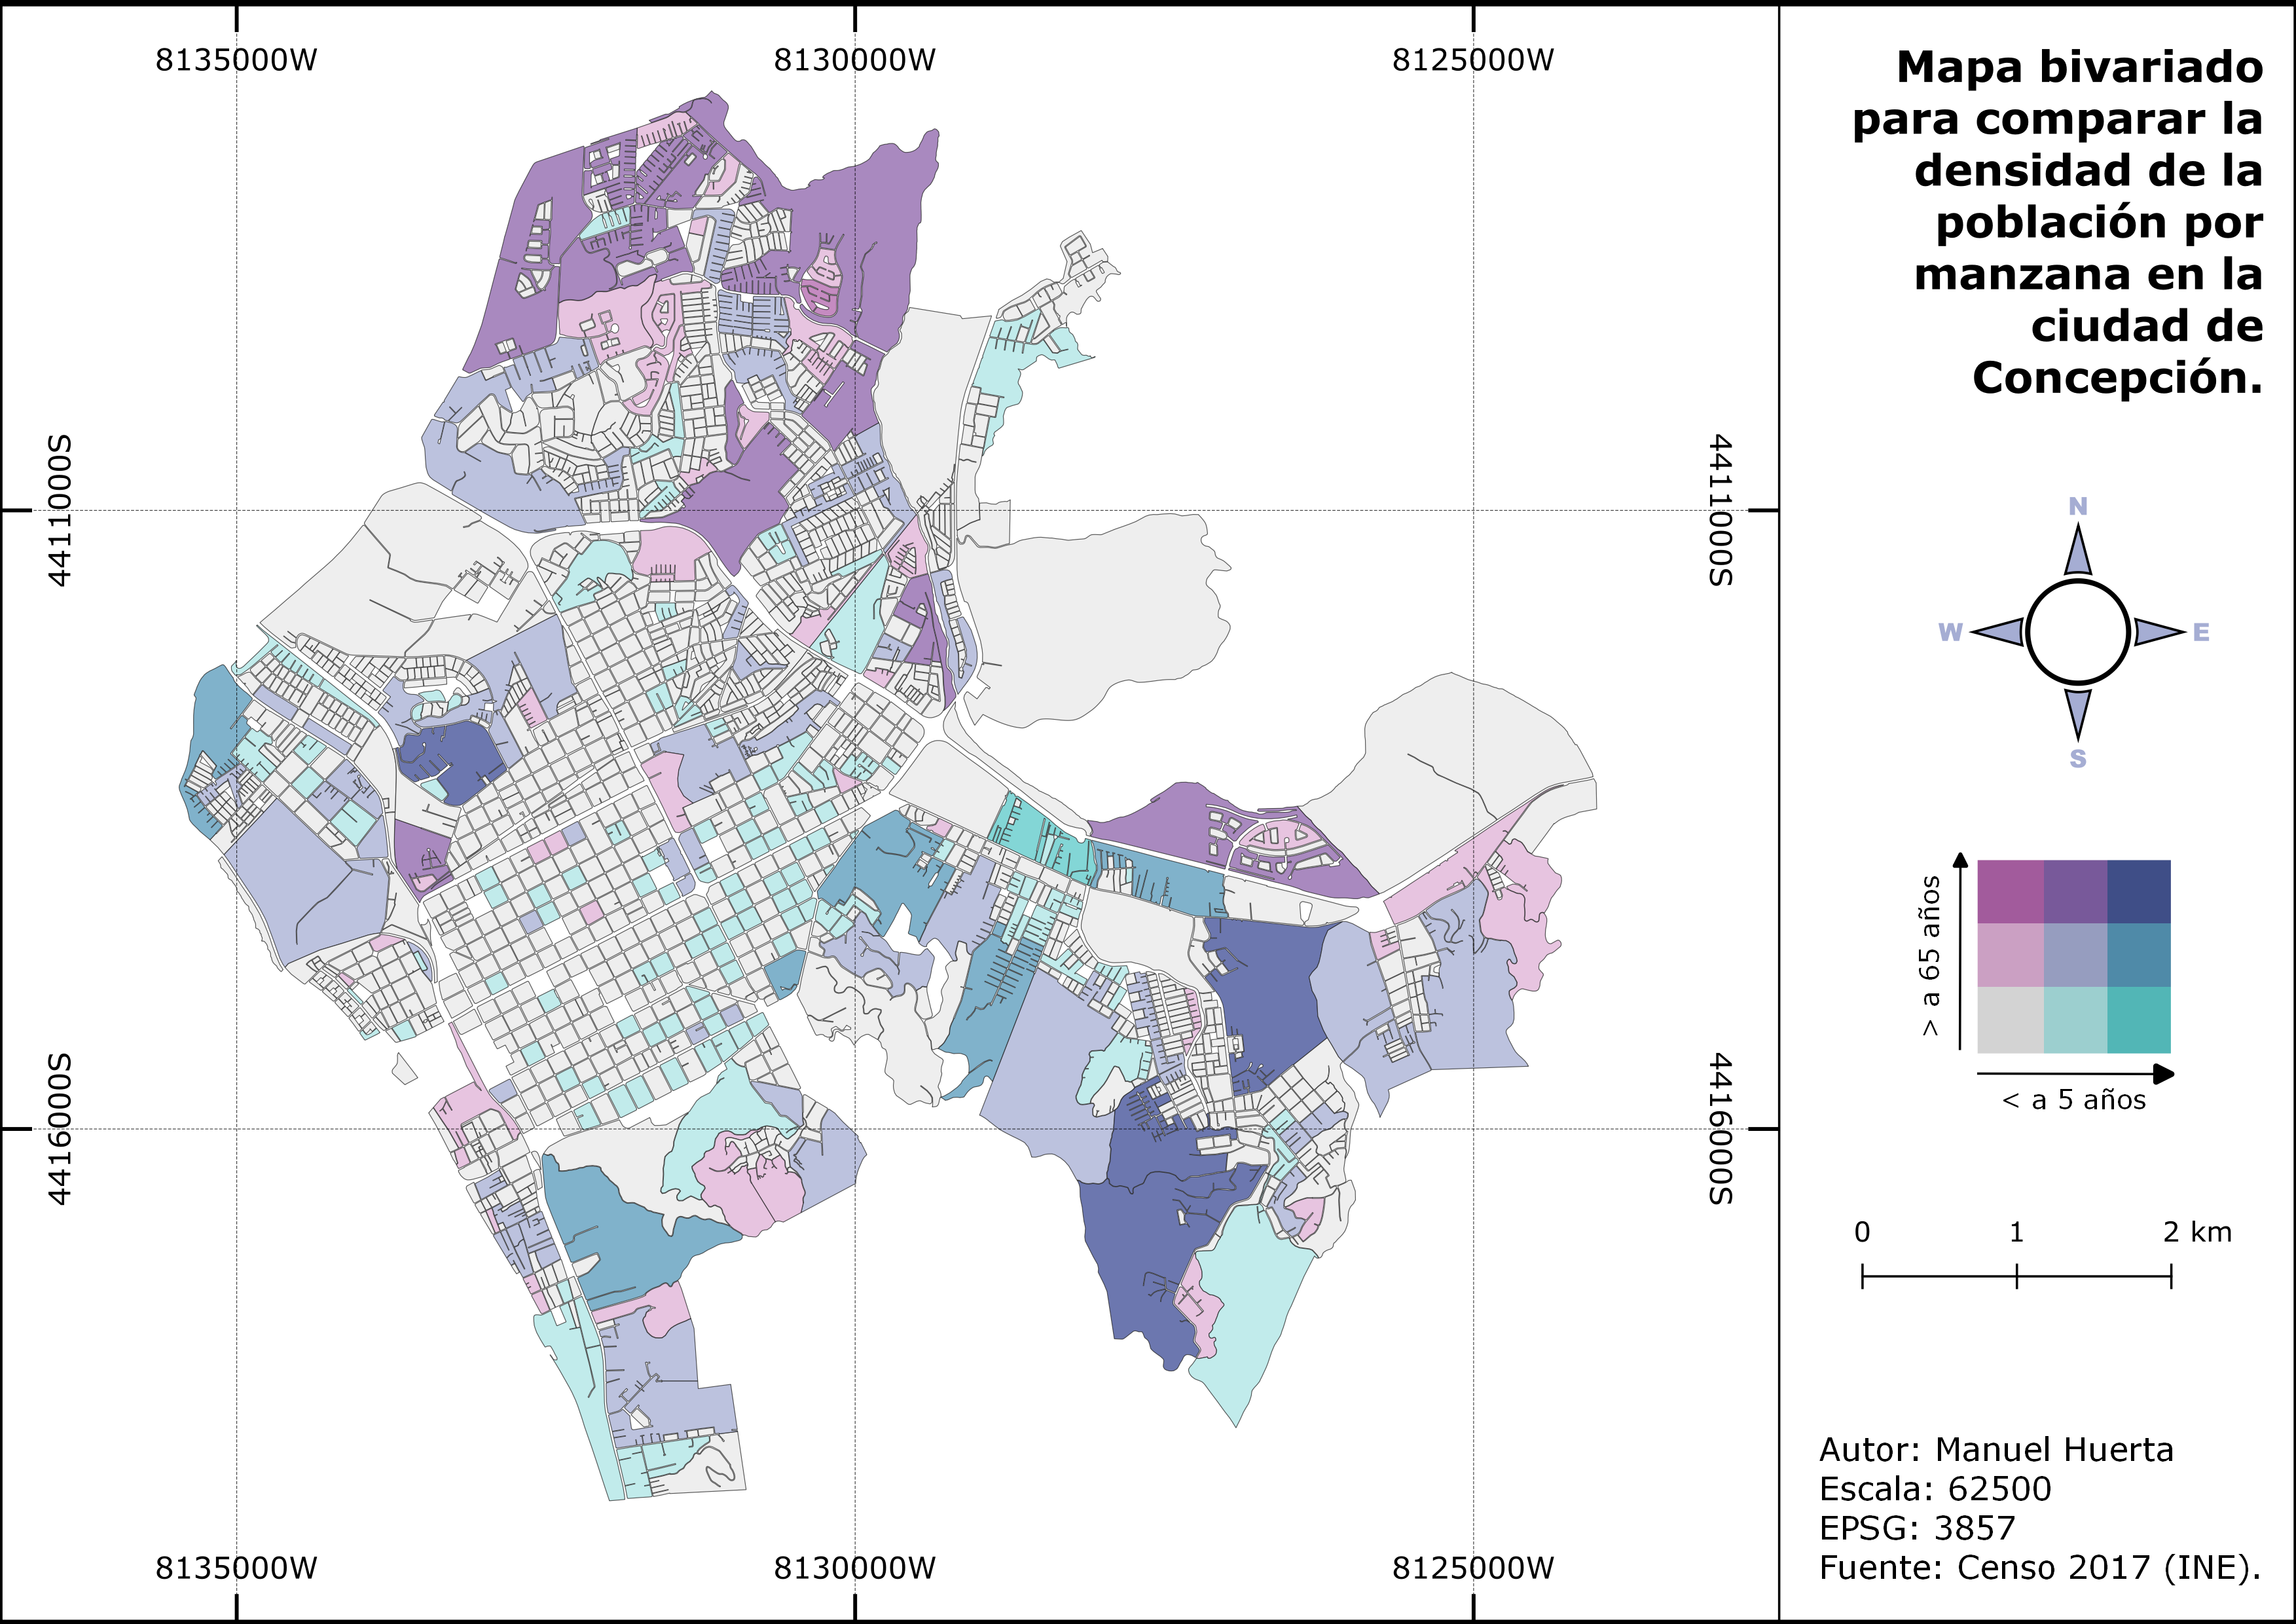 8135000W
8130000W
8125000W
Mapa bivariado
para comparar la
densidad de la
población por
manzana en la
ciudad de
Concepción.
4411000S
4411000S
N
W
E
S
> a 65 años
< a 5 años
4416000S
4416000S
0
1
2 km
Autor: Manuel Huerta
Escala: 62500
EPSG: 3857
Fuente: Censo 2017 (INE).
8135000W
8130000W
8125000W